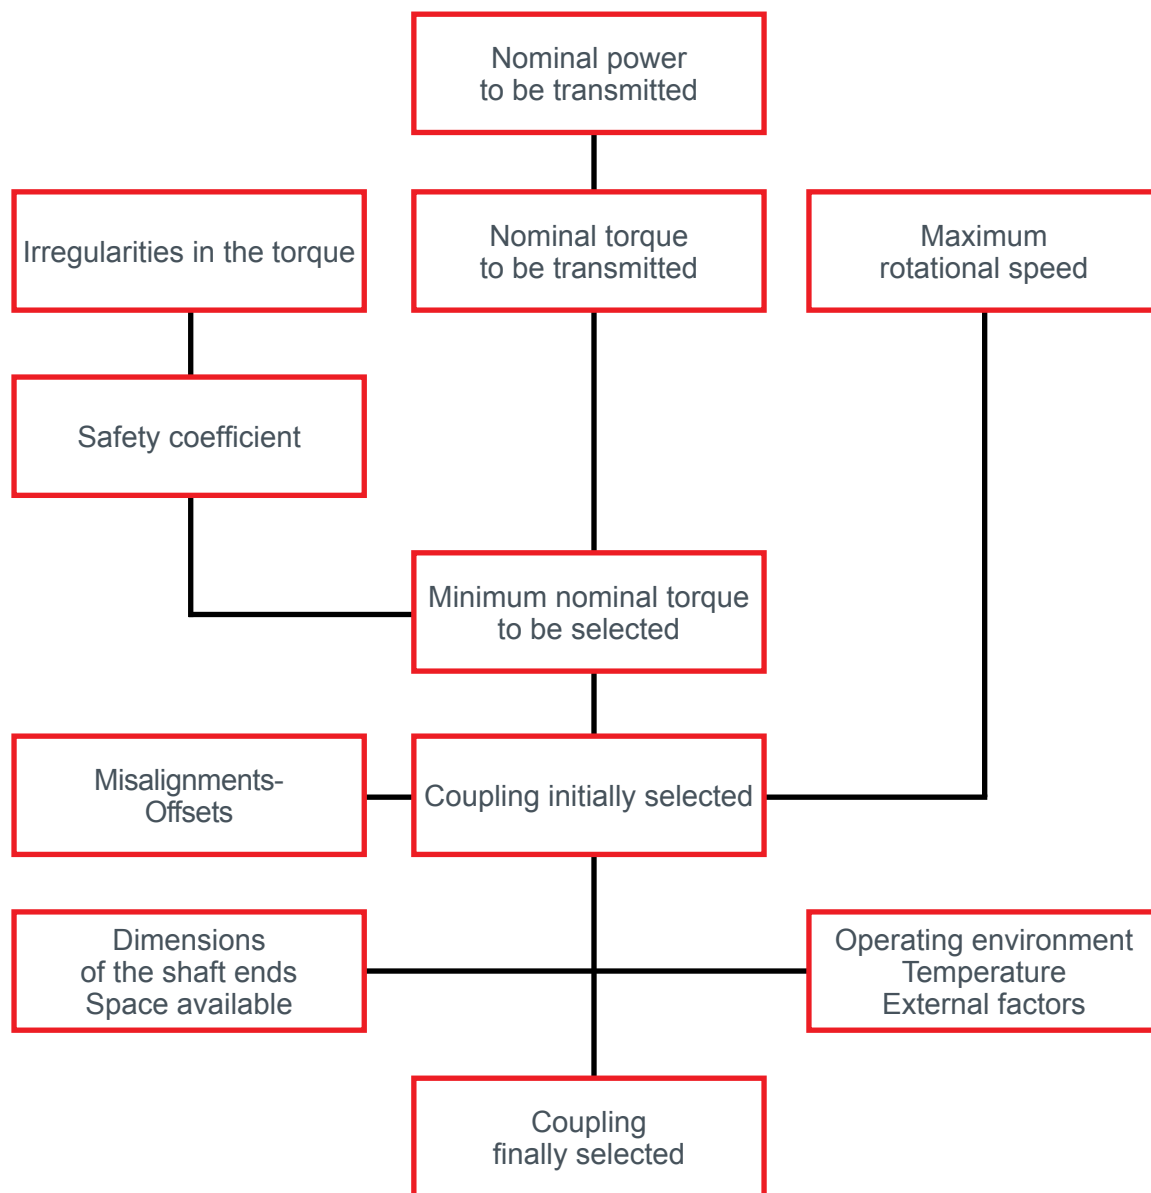 Nominal power
to be transmitted
Irregularities in the torque
Nominal torque
to be transmitted
Maximum
rotational speed
Safety coefficient
Minimum nominal torque
to be selected
Misalignments-
Offsets
Coupling initially selected
Dimensions
of the shaft ends
Space available
Operating environment
Temperature
External factors
Coupling
finally selected